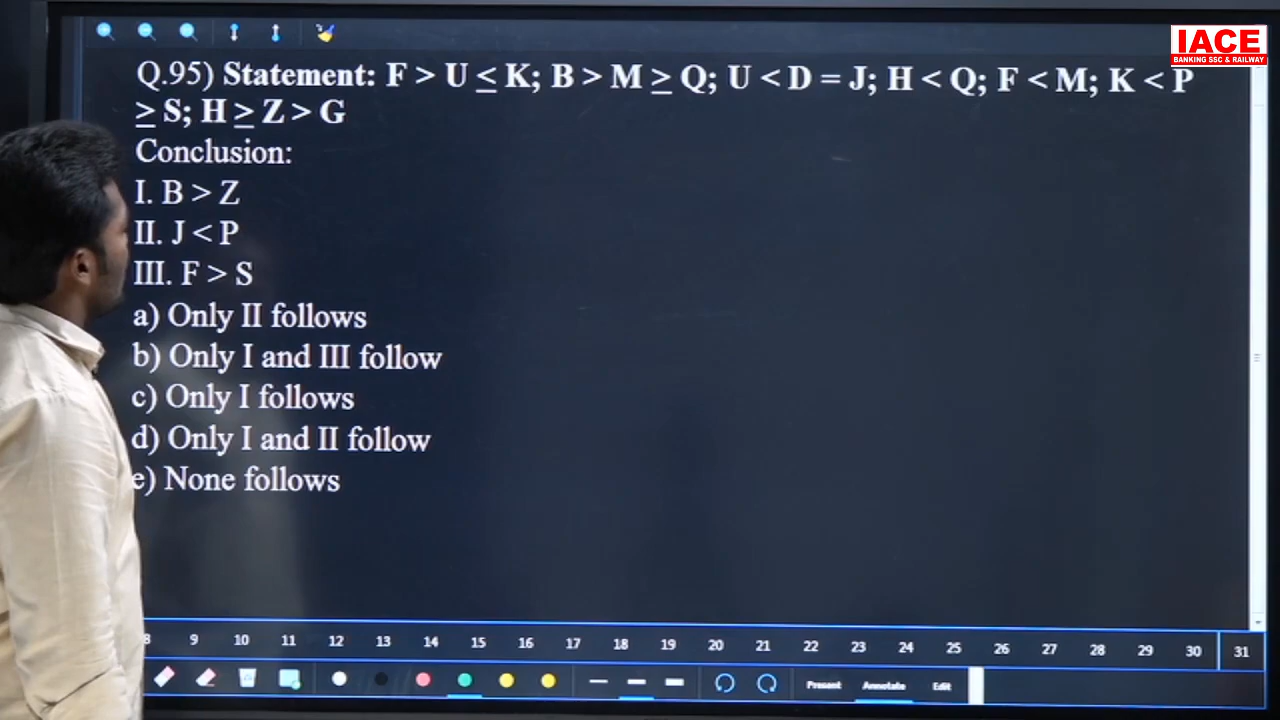 IACE
BANKING SSC & RAILWAY
Q.95) Statement: F > U ≤ K; B > M ≥ Q; U < D = J; H < Q; F < M; K < P
≥ S; H ≥ Z > G
Conclusion:
I. B > Z
II. J < P
III. F > S
a) Only II follows
b) Only I and III follow
c) Only I follows
d) Only I and II follow
e) None follows
8 9 10 11 12 13 14 15 16 17 18 19 20 21 22 23 24 25 26 27 28 29 30 31
Present Annotate Edit